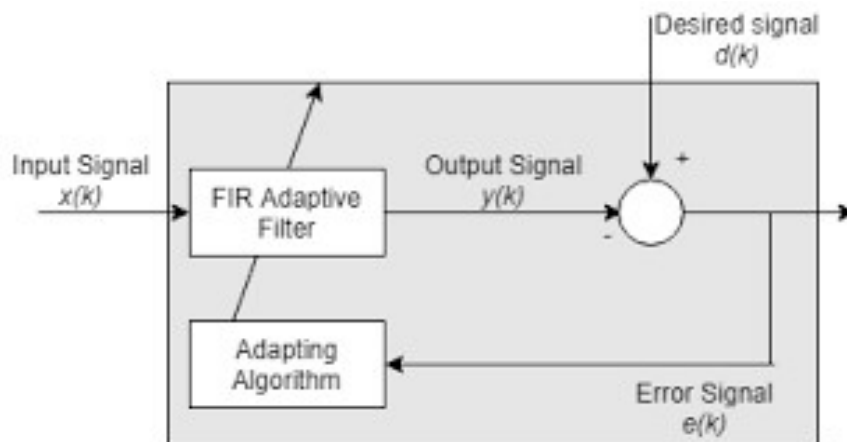 Desired signal
d(k)
+
Input Signal
x(k)
FIR Adaptive
Filter
Output Signal
y(k)
-
Adapting
Algorithm
Error Signal
e(k)